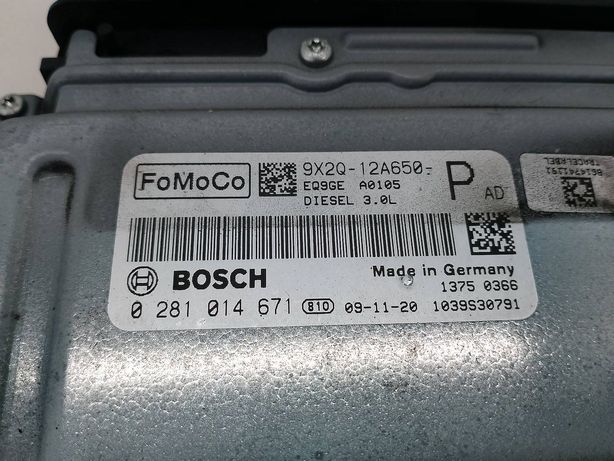 FoMoCo
9X2Q-12A650-
EQ9GE A0105
DIESEL 3.0L
P AD
BOSCH
Made in Germany
1375 0366
0 281 014 671 810 09-11-20 1039S30791
TRACELABEL